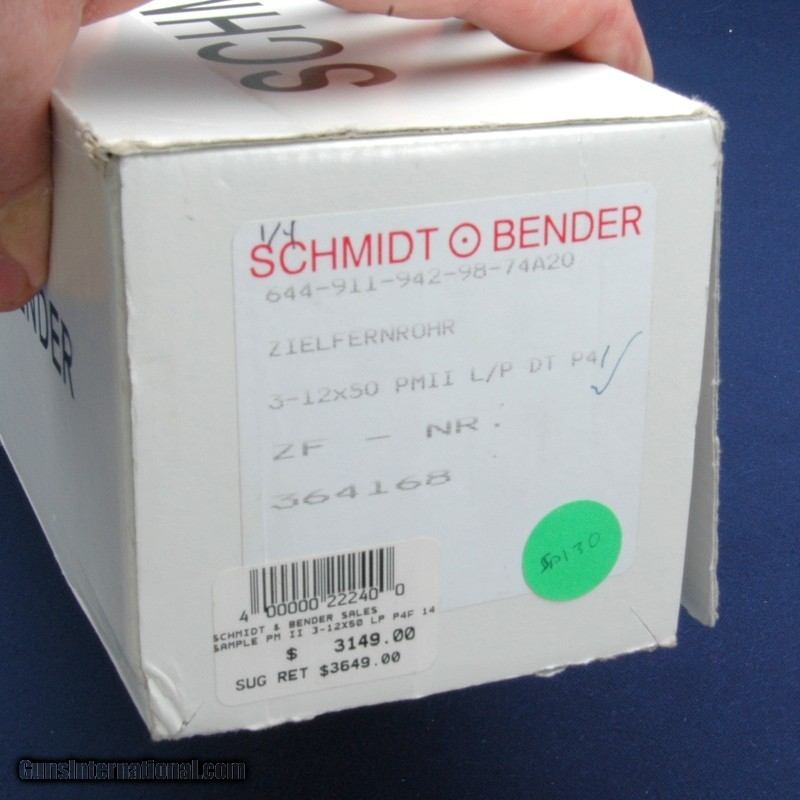 SCHM
ENDER
1/4
SCHMIDT BENDER
644-911-942-98-74A20
ZIELFERNROHR
3-12x50 PMII L/P DT P4
ZF - NR.
364168
4 00000 22240 0
SCHMIDT & BENDER SALES
SAMPLE PM II 3-12X50 LP P4F 14
$ 3149.00
SUG RET $3649.00
GunsInternational.com